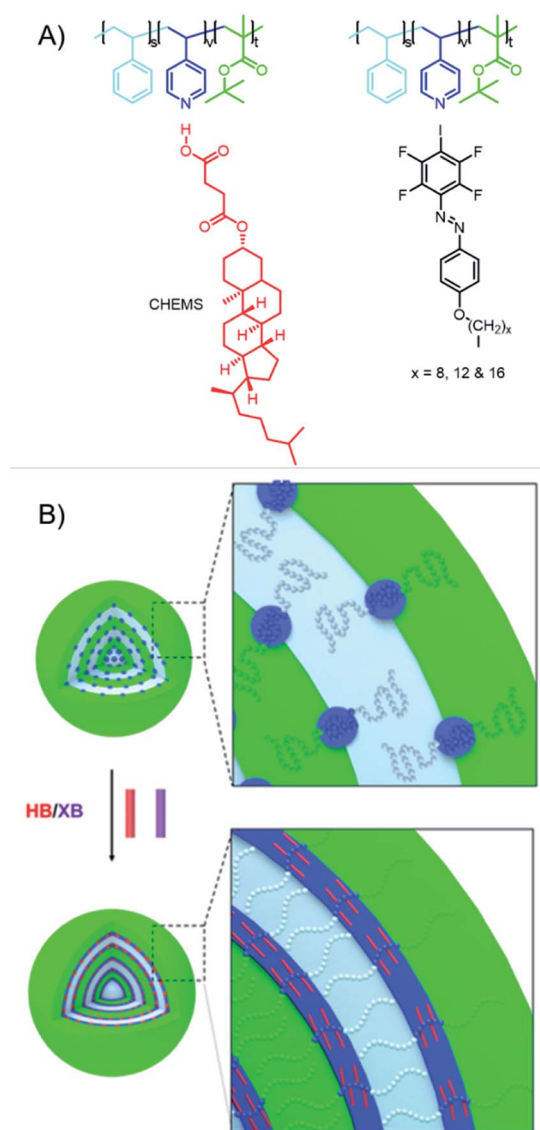 A)
s v t
s v t
N O O
N O O
H
O O
O O
I
F F
F F
N N
CHEMS
H
H H
H
H
O
(CH2)x
I
x = 8, 12 & 16
B)
HB/XB